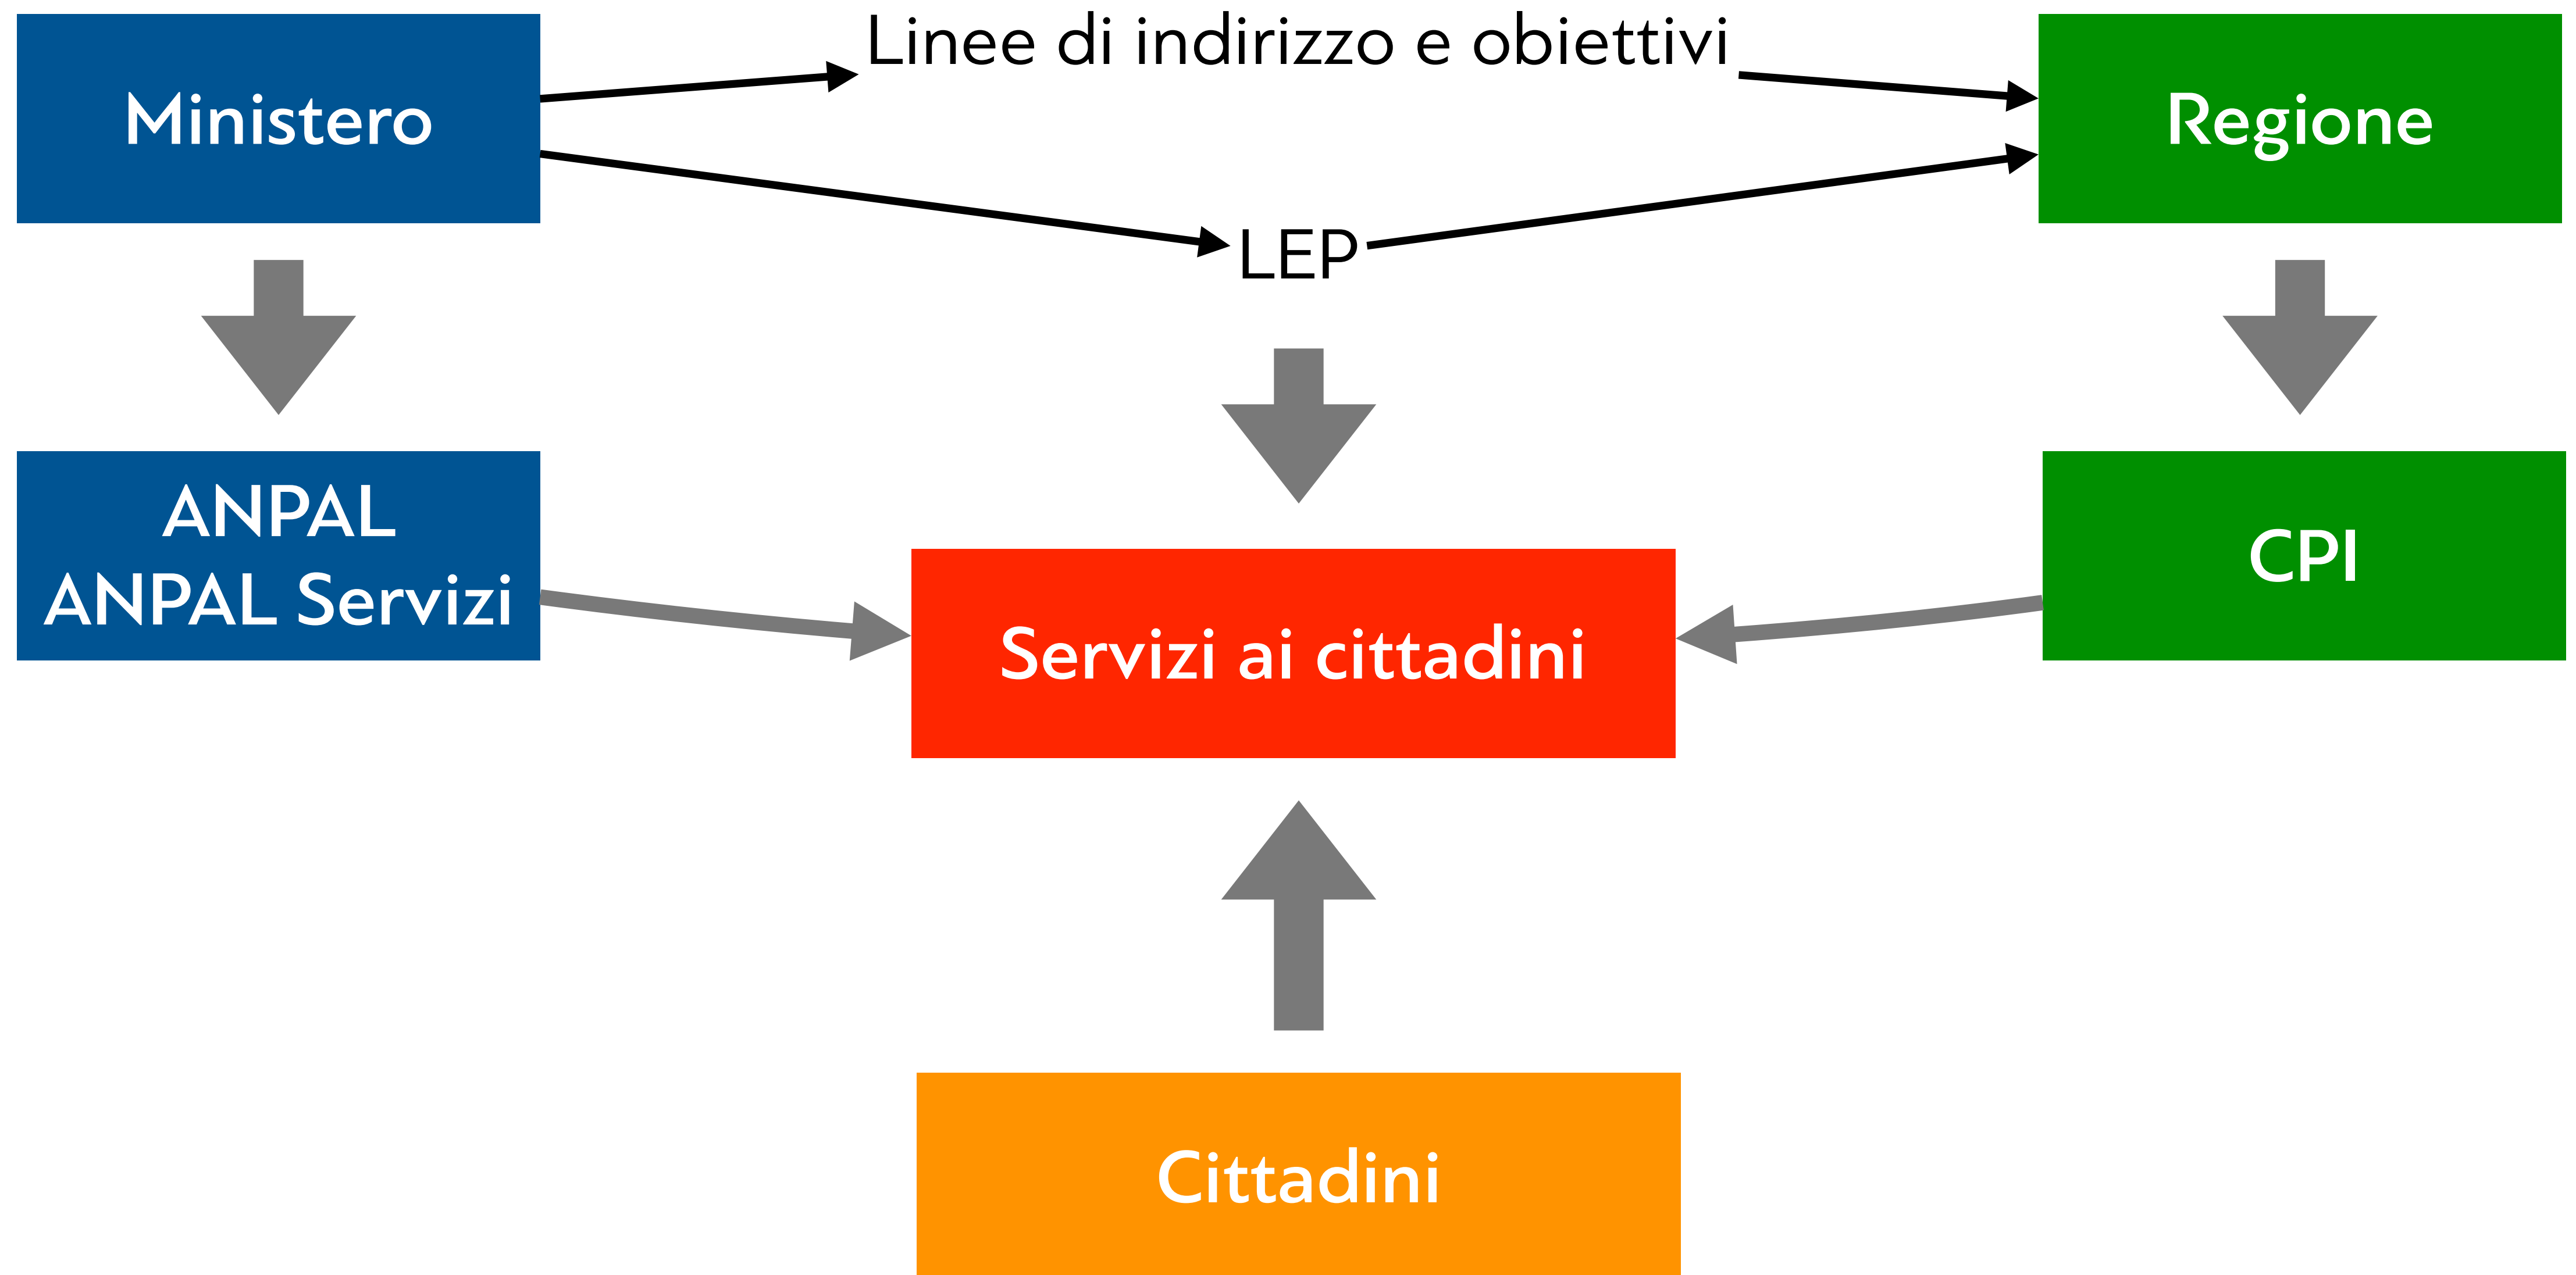 Linee di indirizzo e obiettivi
Ministero
Regione
LEP
ANPAL
ANPAL Servizi
CPI
Servizi ai cittadini
Cittadini